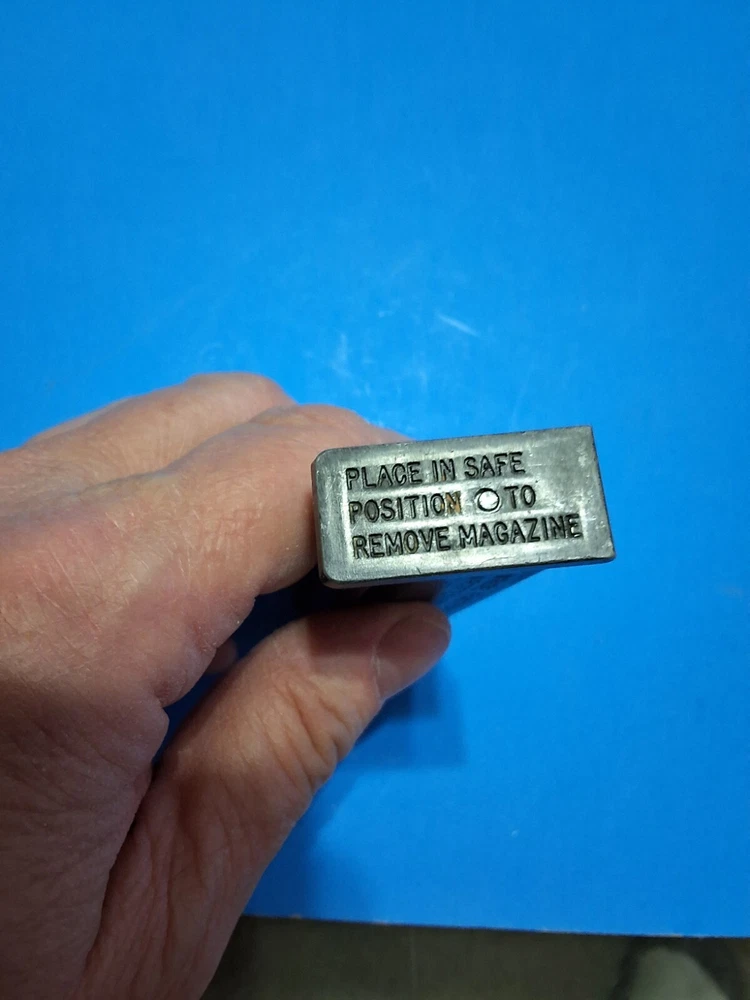 PLACE IN SAFE
POSITION TO
REMOVE MAGAZINE